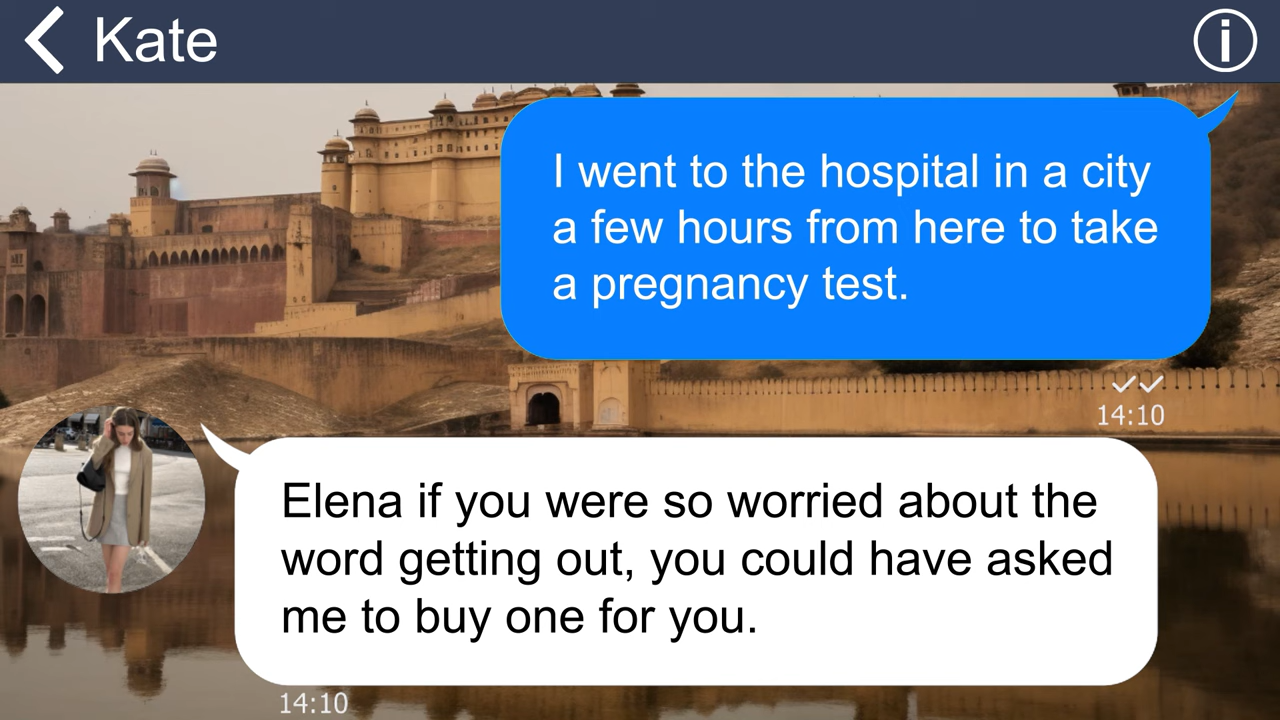 Kate
I went to the hospital in a city
a few hours from here to take
a pregnancy test.
14:10
Elena if you were so worried about the
word getting out, you could have asked
me to buy one for you.
14:10